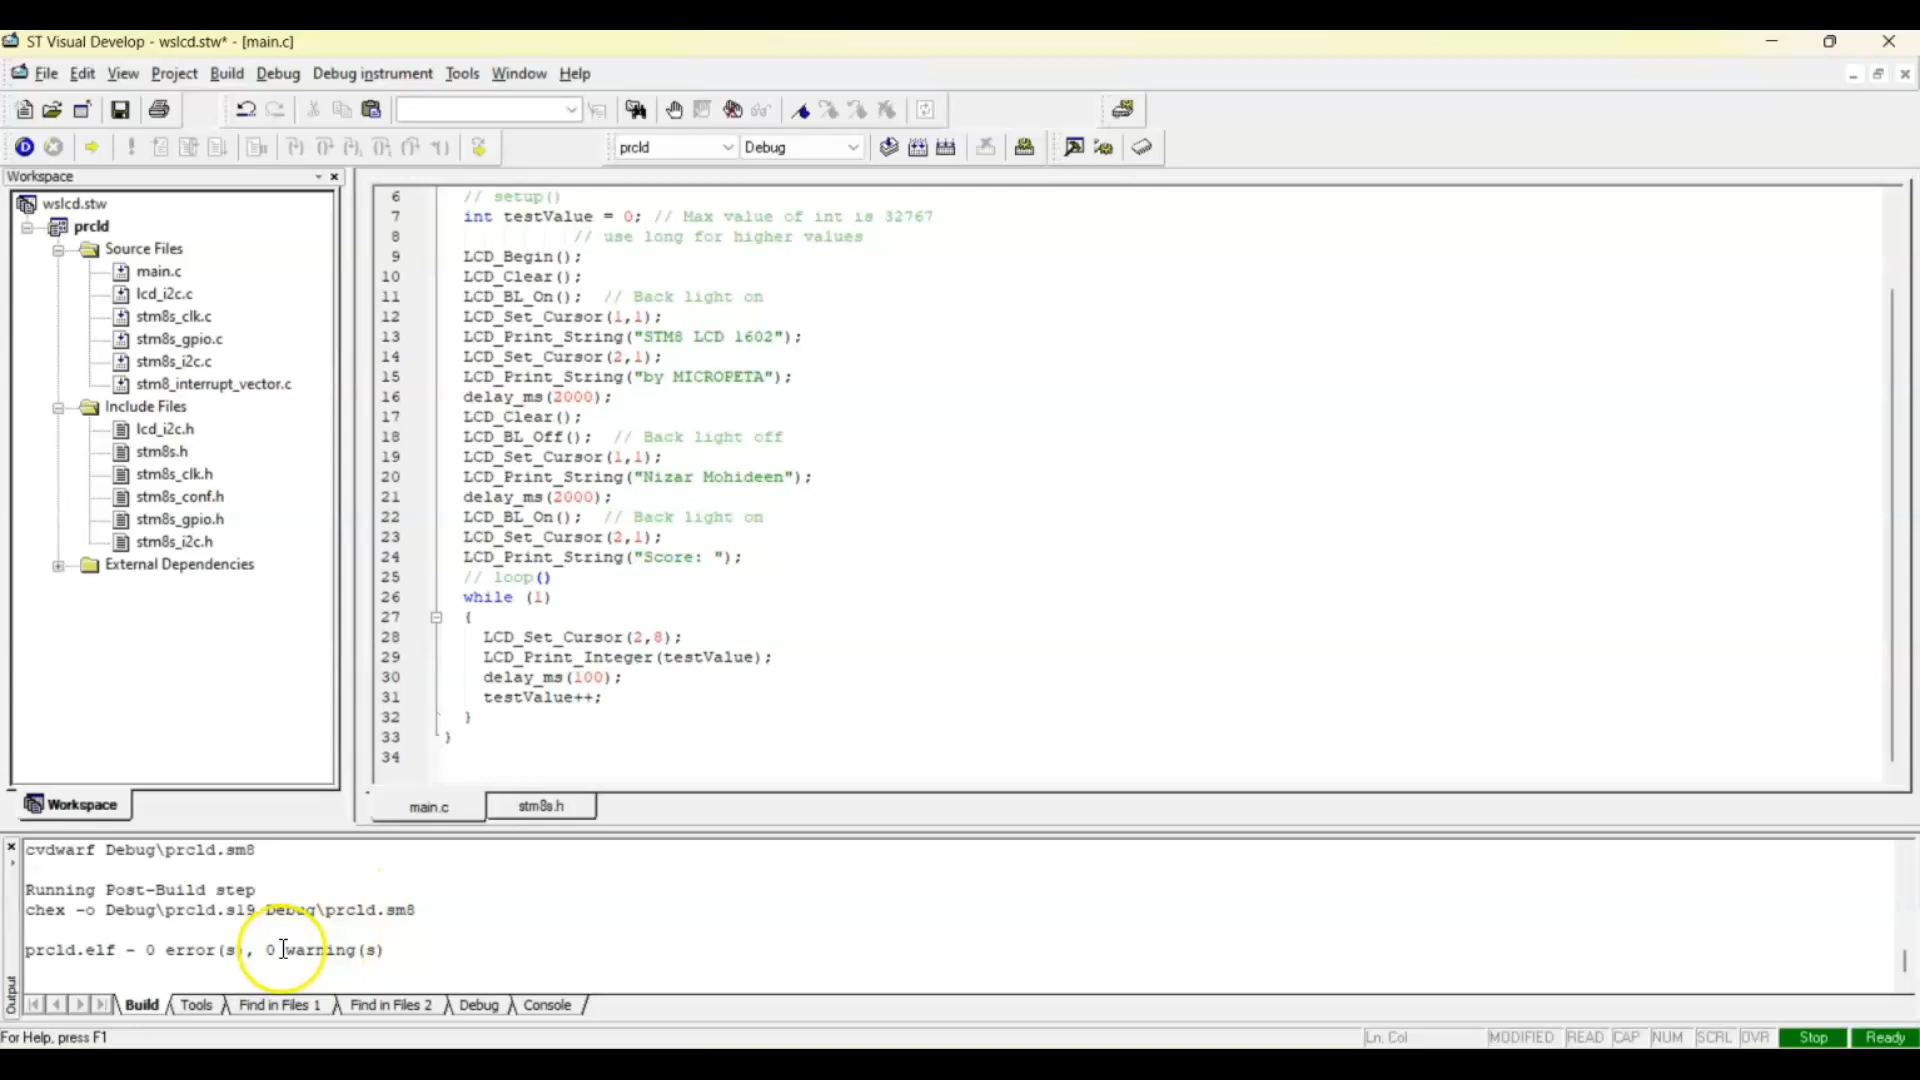 ST Visual Develop - wslcd.stw* - [main.c]
File Edit View Project Build Debug Debug instrument Tools Window Help
prcld Debug
Workspace
wslcd.stw
prcld
Source Files
main.c
lcd_i2c.c
stm8s_clk.c
stm8s_gpio.c
stm8s_i2c.c
stm8_interrupt_vector.c
Include Files
lcd_i2c.h
stm8s.h
stm8s_clk.h
stm8s_conf.h
stm8s_gpio.h
stm8s_i2c.h
External Dependencies
Workspace
6 // setup()
7 int testValue = 0; // Max value of int is 32767
8 // use long for higher values
9 LCD_Begin();
10 LCD_Clear();
11 LCD_BL_On(); // Back light on
12 LCD_Set_Cursor(1,1);
13 LCD_Print_String("STM8 LCD 1602");
14 LCD_Set_Cursor(2,1);
15 LCD_Print_String("by MICROPETA");
16 delay_ms(2000);
17 LCD_Clear();
18 LCD_BL_Off(); // Back light off
19 LCD_Set_Cursor(1,1);
20 LCD_Print_String("Nizar Mohideen");
21 delay_ms(2000);
22 LCD_BL_On(); // Back light on
23 LCD_Set_Cursor(2,1);
24 LCD_Print_String("Score: ");
25 // loop()
26 while (1)
27 {
28 LCD_Set_Cursor(2,8);
29 LCD_Print_Integer(testValue);
30 delay_ms(100);
31 testValue++;
32 }
33 }
34
main.c stm8s.h
cvdwarf Debug\prcld.sm8
Running Post-Build step
chex -o Debug\prcld.s19 Debug\prcld.sm8
prcld.elf - 0 error(s), 0 warning(s)
Output
Build Tools Find in Files 1 Find in Files 2 Debug Console
For Help, press F1
Ln, Col MODIFIED READ CAP NUM SCRL OVR Stop Ready